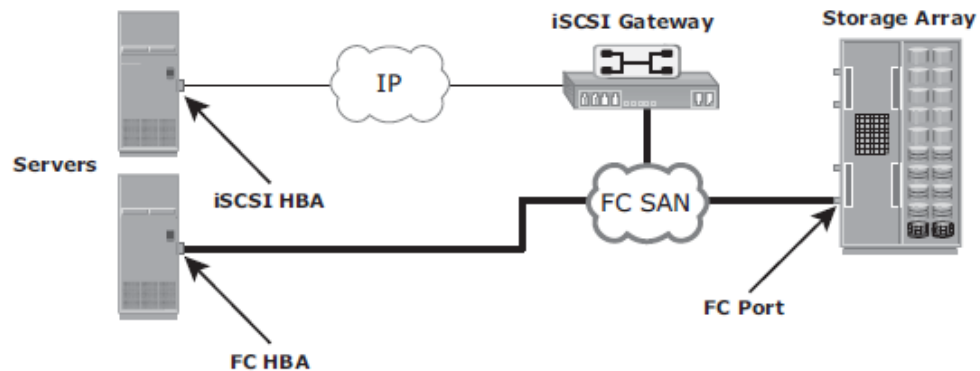 iSCSI Gateway
Storage Array
IP
Servers
iSCSI HBA
FC SAN
FC Port
FC HBA